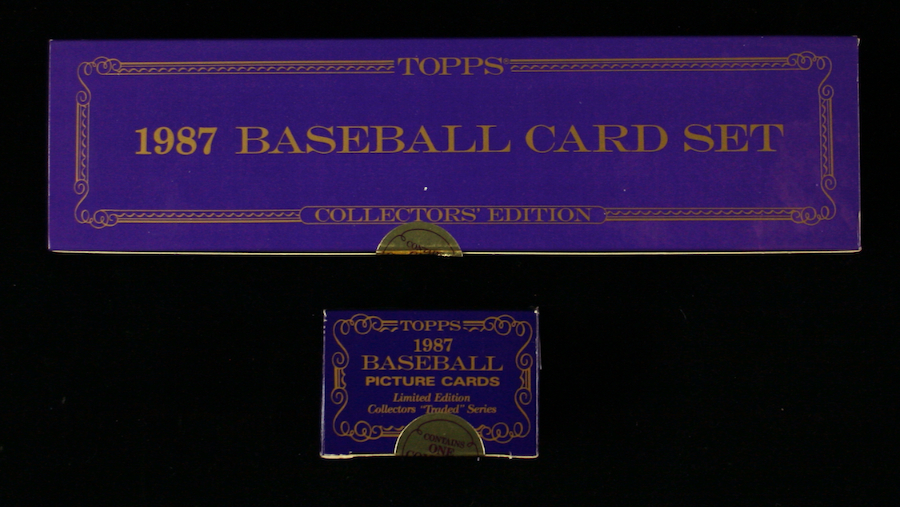 TOPPS®
1987 BASEBALL CARD SET
COLLECTORS' EDITION
CONTAINS
TOPPS
1987
BASEBALL
PICTURE CARDS
Limited Edition
Collectors "Traded" Series
CONTAINS
ONE